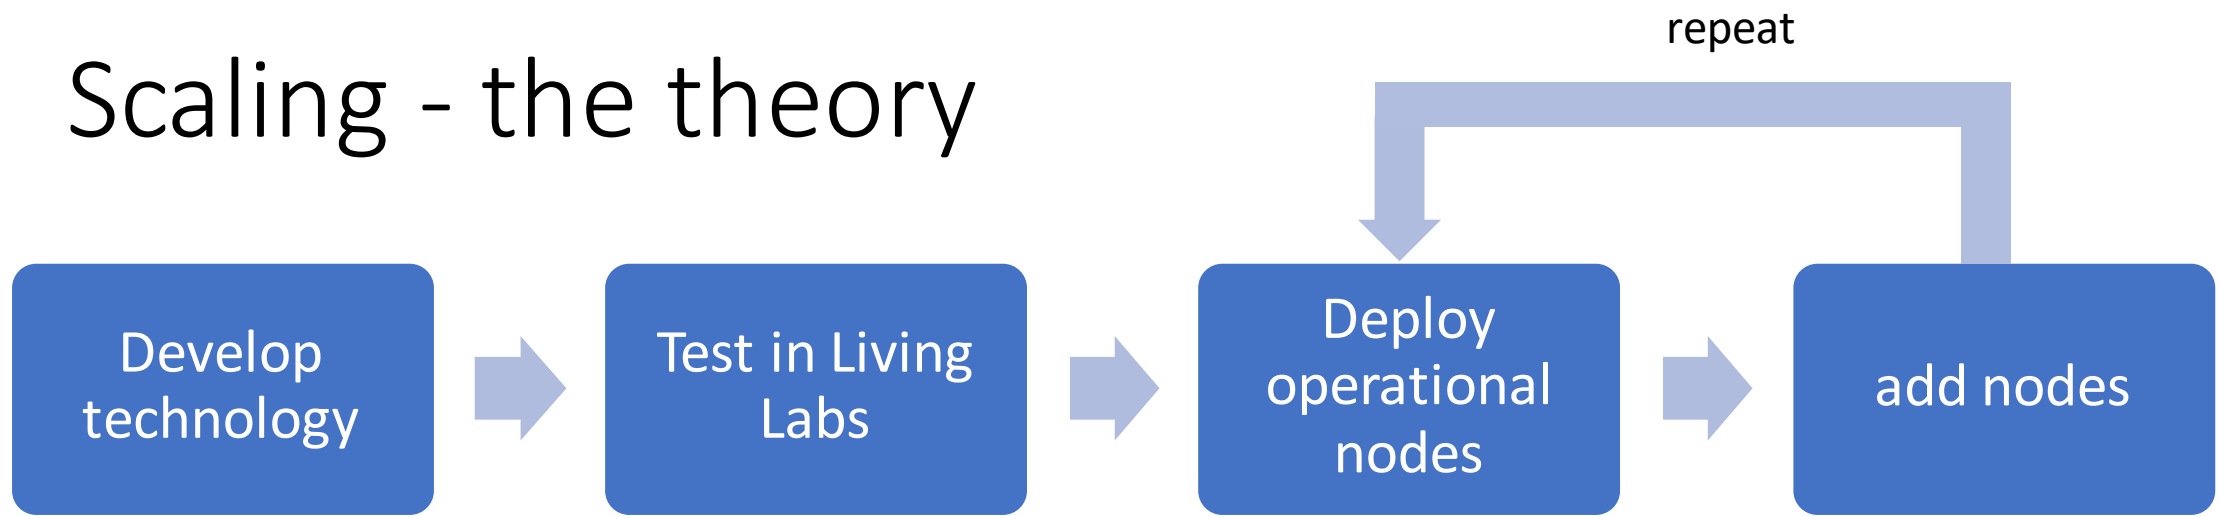 repeat
Scaling - the theory
Develop
technology
Test in Living
Labs
Deploy
operational
nodes
add nodes